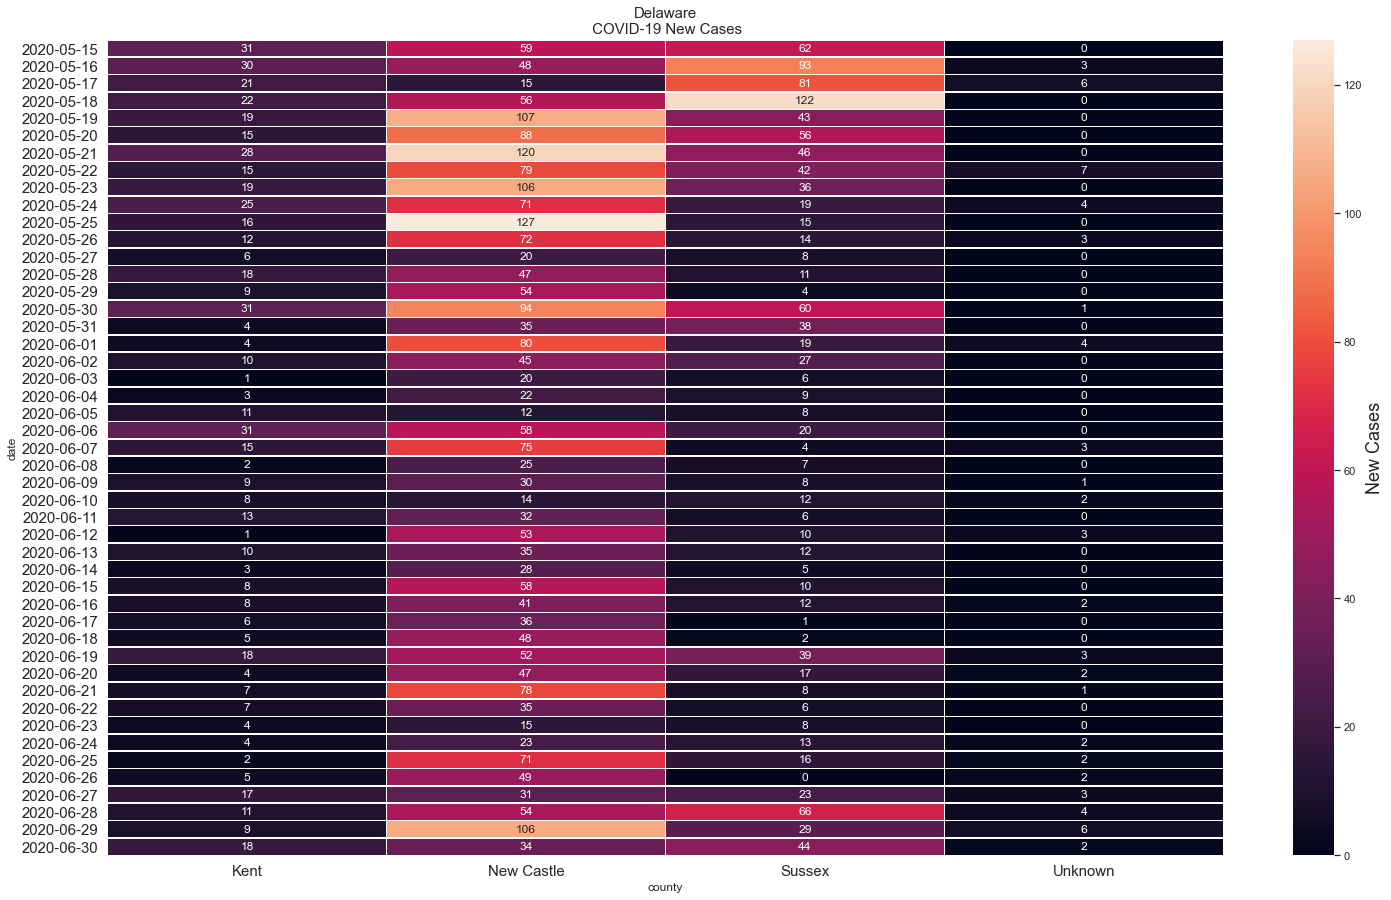 Delaware
COVID-19 New Cases
2020-05-15 31 59 62 0
2020-05-16 30 48 93 3
2020-05-17 21 15 81 6
2020-05-18 22 56 122 0
2020-05-19 19 107 43 0
2020-05-20 15 88 56 0
2020-05-21 28 120 46 0
2020-05-22 15 79 42 7
2020-05-23 19 106 36 0
2020-05-24 25 71 19 4
2020-05-25 16 127 15 0
2020-05-26 12 72 14 3
2020-05-27 6 20 8 0
2020-05-28 18 47 11 0
2020-05-29 9 54 4 0
2020-05-30 31 94 60 1
2020-05-31 4 35 38 0
2020-06-01 4 80 19 4
2020-06-02 10 45 27 0
2020-06-03 1 20 6 0
2020-06-04 3 22 9 0
2020-06-05 11 12 8 0
2020-06-06 31 58 20 0
2020-06-07 15 75 4 3
2020-06-08 2 25 7 0
2020-06-09 9 30 8 1
2020-06-10 8 14 12 2
2020-06-11 13 32 6 0
2020-06-12 1 53 10 3
2020-06-13 10 35 12 0
2020-06-14 3 28 5 0
2020-06-15 8 58 10 0
2020-06-16 8 41 12 2
2020-06-17 6 36 1 0
2020-06-18 5 48 2 0
2020-06-19 18 52 39 3
2020-06-20 4 47 17 2
2020-06-21 7 78 8 1
2020-06-22 7 35 6 0
2020-06-23 4 15 8 0
2020-06-24 4 23 13 2
2020-06-25 2 71 16 2
2020-06-26 5 49 0 2
2020-06-27 17 31 23 3
2020-06-28 11 54 66 4
2020-06-29 9 106 29 6
2020-06-30 18 34 44 2
Kent New Castle Sussex Unknown
county
date
120
100
80
60
40
20
0
New Cases